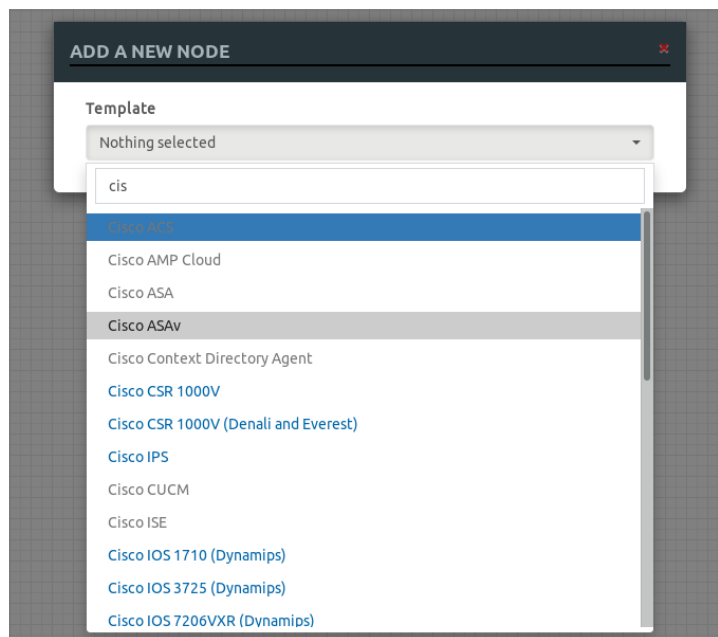 ADD A NEW NODE
Template
Nothing selected
cis
Cisco ACS
Cisco AMP Cloud
Cisco ASA
Cisco ASAv
Cisco Context Directory Agent
Cisco CSR 1000V
Cisco CSR 1000V (Denali and Everest)
Cisco IPS
Cisco CUCM
Cisco ISE
Cisco IOS 1710 (Dynamips)
Cisco IOS 3725 (Dynamips)
Cisco IOS 7206VXR (Dynamips)